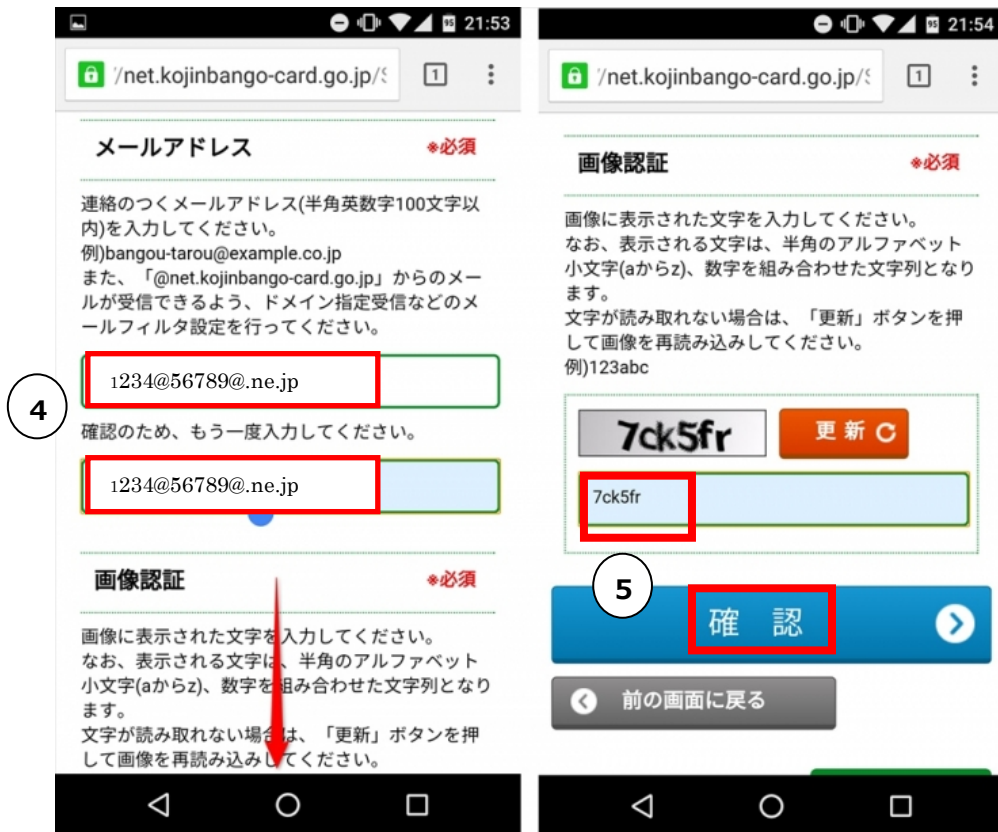 21:53
/net.kojinbango-card.go.jp/S
1
メールアドレス
※必須
連絡のつくメールアドレス(半角英数字100文字以
内)を入力してください。
例)bangou-tarou@example.co.jp
また、「@net.kojinbango-card.go.jp」からのメー
ルが受信できるよう、ドメイン指定受信などのメ
ールフィルタ設定を行ってください。
4
1234@56789@.ne.jp
確認のため、もう一度入力してください。
1234@56789@.ne.jp
画像認証
※必須
画像に表示された文字を入力してください。
なお、表示される文字は、半角のアルファベット
小文字(aからz)、数字を組み合わせた文字列となり
ます。
文字が読み取れない場合は、「更新」ボタンを押
して画像を再読み込みしてください。
95 21:54
/net.kojinbango-card.go.jp/S
1
画像認証
※必須
画像に表示された文字を入力してください。
なお、表示される文字は、半角のアルファベット
小文字(aからz)、数字を組み合わせた文字列となり
ます。
文字が読み取れない場合は、「更新」ボタンを押
して画像を再読み込みしてください。
例)123abc
7ck5fr
更新
7ck5fr
5
確 認
前の画面に戻る